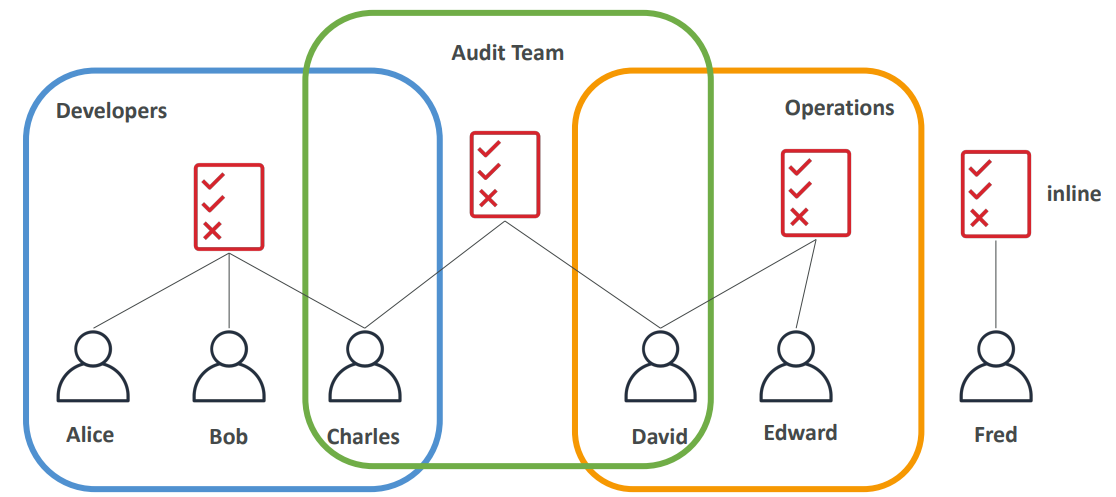 Audit Team
Developers
Operations
inline
Alice
Bob
Charles
David
Edward
Fred